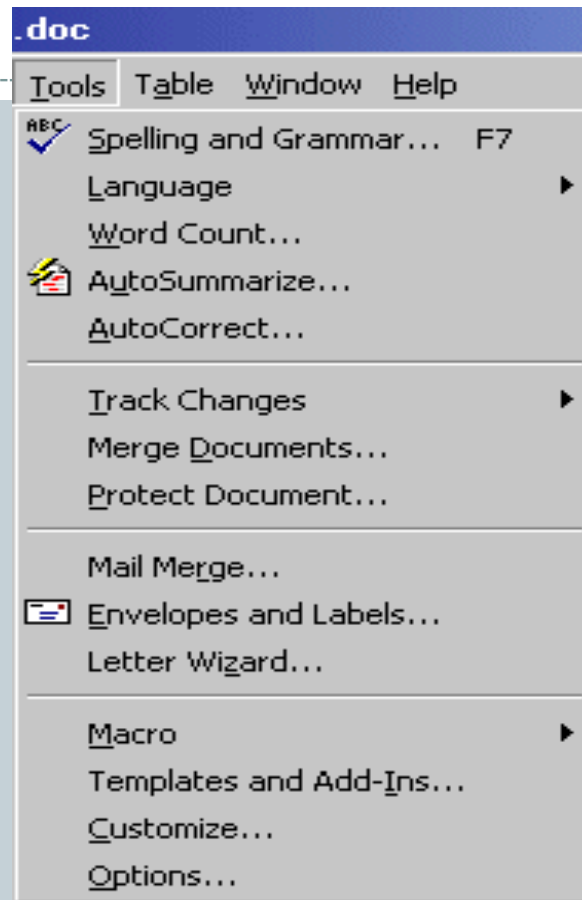 .doc
Tools Table Window Help
ABC Spelling and Grammar... F7
Language
Word Count...
AutoSummarize...
AutoCorrect...
Track Changes
Merge Documents...
Protect Document...
Mail Merge...
Envelopes and Labels...
Letter Wizard...
Macro
Templates and Add-Ins...
Customize...
Options...